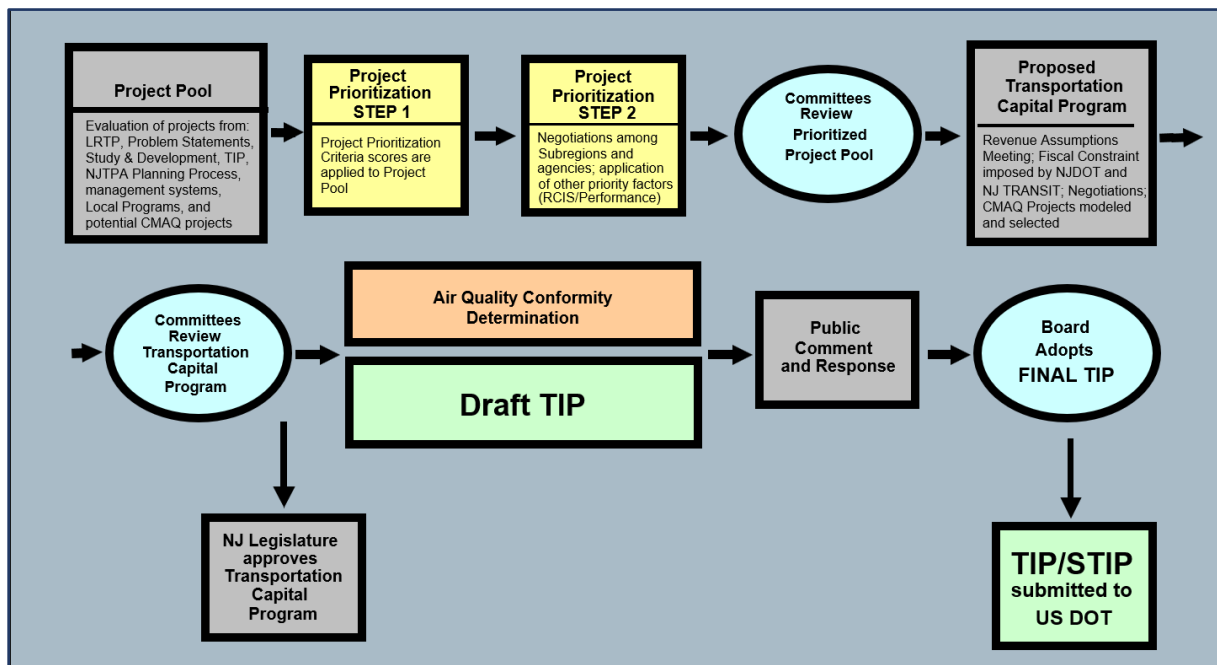 Project Pool
Evaluation of projects from:
LRTP, Problem Statements,
Study & Development, TIP,
NJTPA Planning Process,
management systems,
Local Programs, and
potential CMAQ projects
Project
Prioritization
STEP 1
Project Prioritization
Criteria scores are
applied to Project
Pool
Project
Prioritization
STEP 2
Negotiations among
Subregions and
agencies; application
of other priority factors
(RCIS/Performance)
Committees
Review
Prioritized
Project Pool
Proposed
Transportation
Capital Program
Revenue Assumptions
Meeting; Fiscal Constraint
imposed by NJDOT and
NJ TRANSIT; Negotiations;
CMAQ Projects modeled
and selected
Committees
Review
Transportation
Capital
Program
Air Quality Conformity
Determination
Draft TIP
Public
Comment
and Response
Board
Adopts
FINAL TIP
NJ Legislature
approves
Transportation
Capital
Program
TIP/STIP
submitted to
US DOT